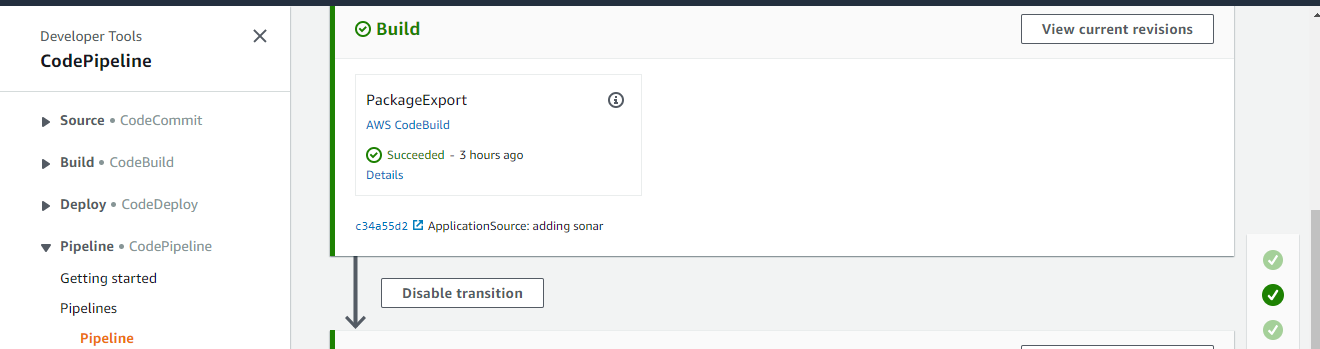 Developer Tools
CodePipeline
Source • CodeCommit
Build • CodeBuild
Deploy • CodeDeploy
Pipeline • CodePipeline
Getting started
Pipelines
Pipeline
Build
View current revisions
PackageExport
AWS CodeBuild
Succeeded - 3 hours ago
Details
c34a55d2 ApplicationSource: adding sonar
Disable transition